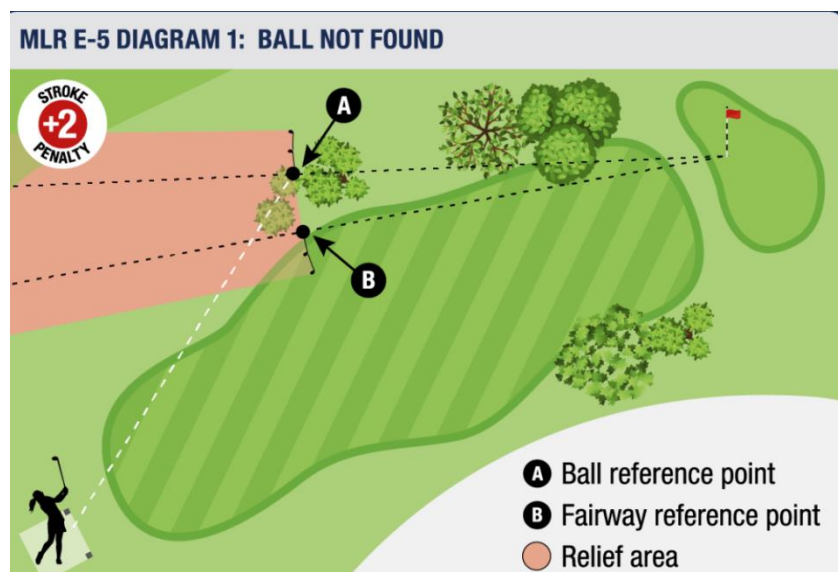 MLR E-5 DIAGRAM 1: BALL NOT FOUND
STROKE
+2
PENALTY
A
B
A Ball reference point
B Fairway reference point
Relief area